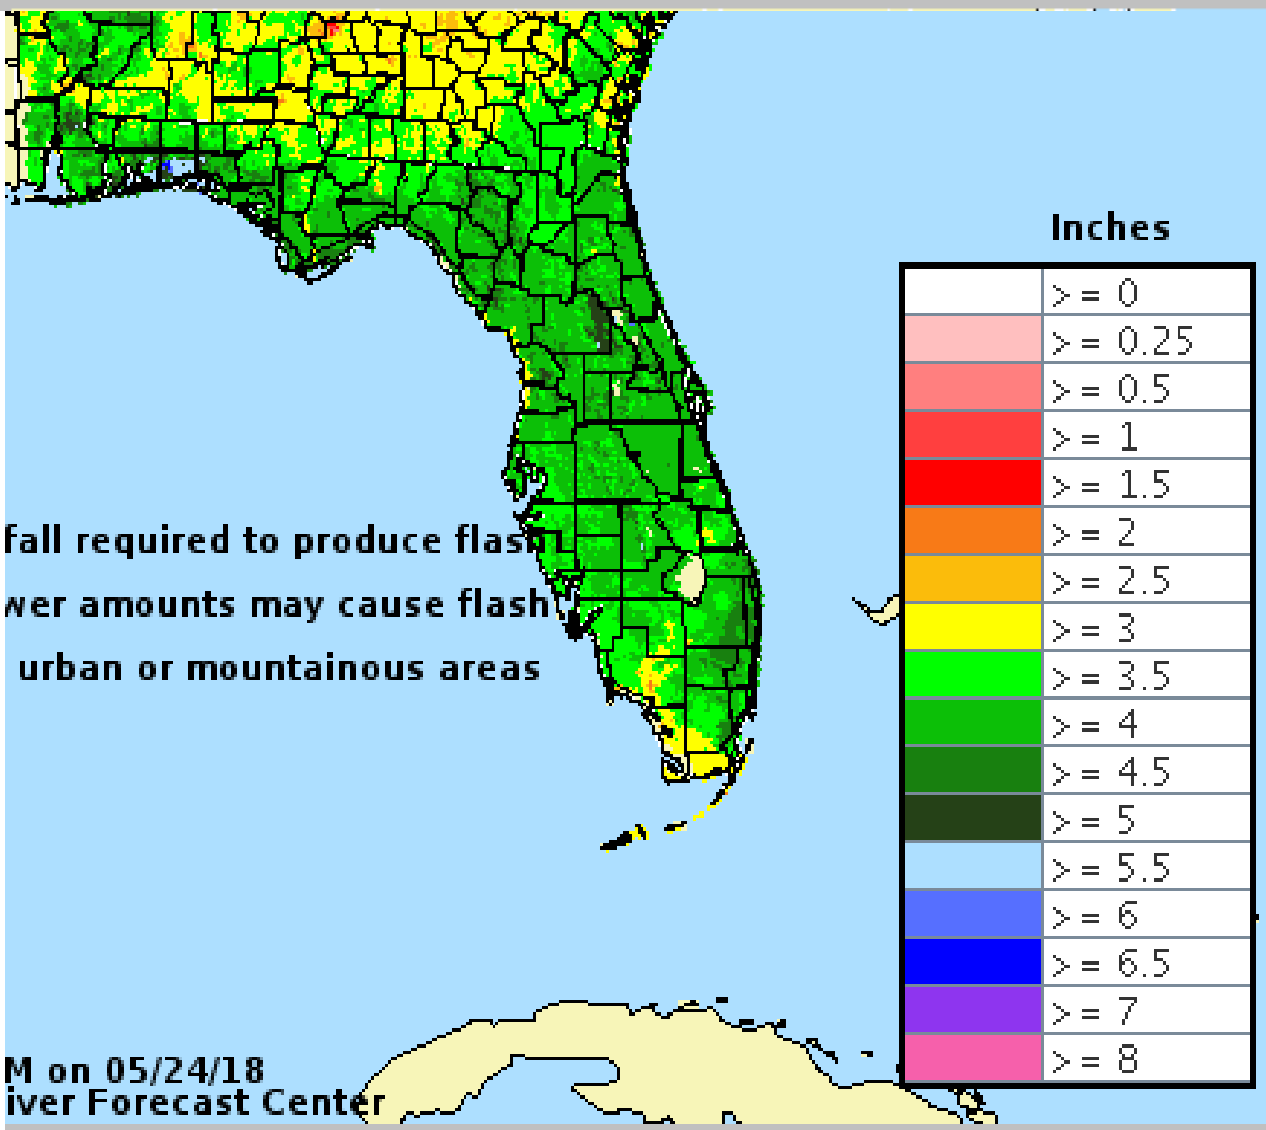 Inches
> = 0
> = 0.25
> = 0.5
> = 1
> = 1.5
> = 2
> = 2.5
> = 3
> = 3.5
> = 4
> = 4.5
> = 5
> = 5.5
> = 6
> = 6.5
> = 7
> = 8
fall required to produce flash
wer amounts may cause flash
urban or mountainous areas
M on 05/24/18
iver Forecast Center